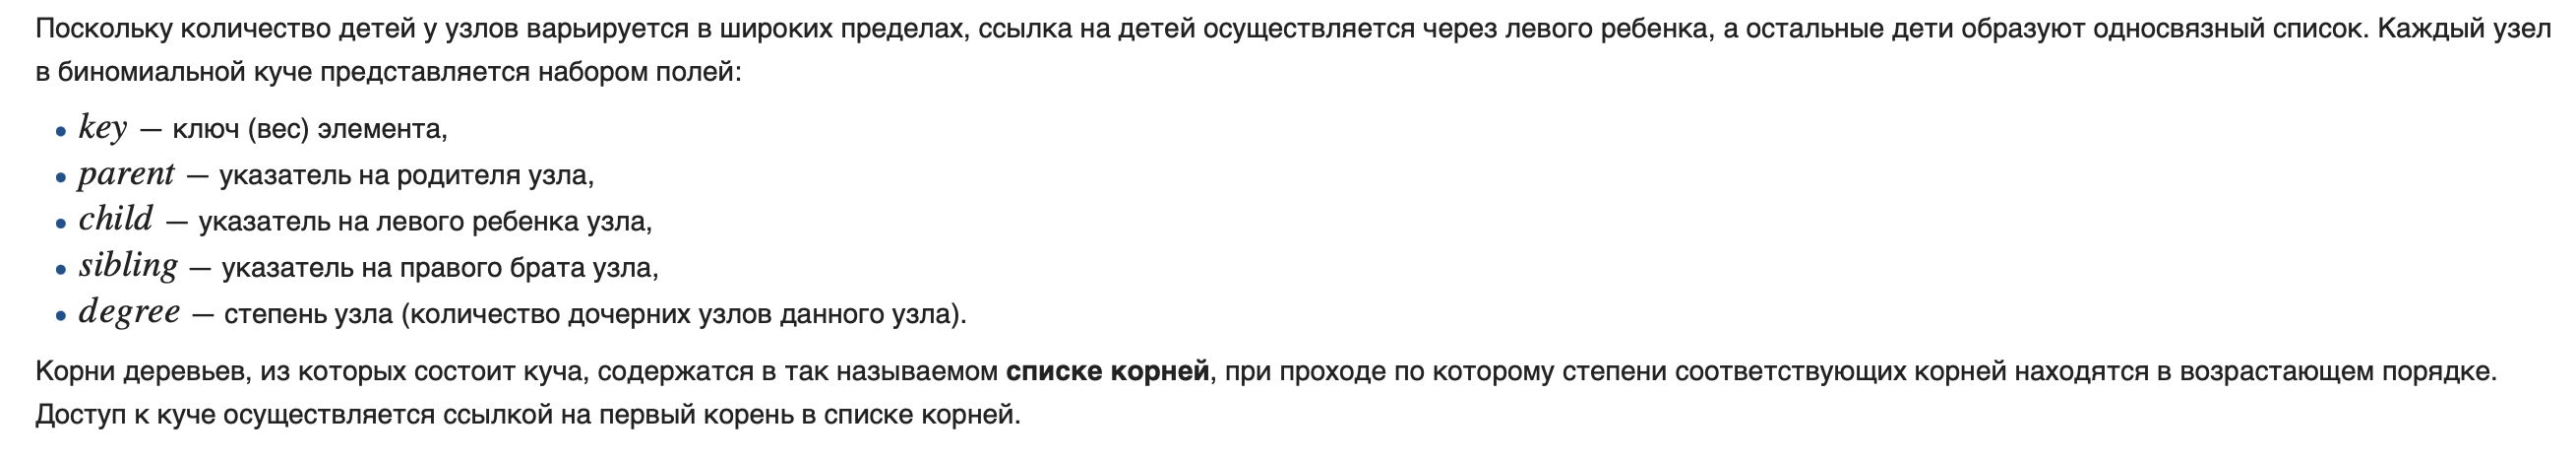 Поскольку количество детей у узлов варьируется в широких пределах, ссылка на детей осуществляется через левого ребенка, а остальные дети образуют односвязный список. Каждый узел
в биномиальной куче представляется набором полей:
• key — ключ (вес) элемента,
• parent — указатель на родителя узла,
• child — указатель на левого ребенка узла,
• sibling — указатель на правого брата узла,
• degree — степень узла (количество дочерних узлов данного узла).
Корни деревьев, из которых состоит куча, содержатся в так называемом списке корней, при проходе по которому степени соответствующих корней находятся в возрастающем порядке.
Доступ к куче осуществляется ссылкой на первый корень в списке корней.